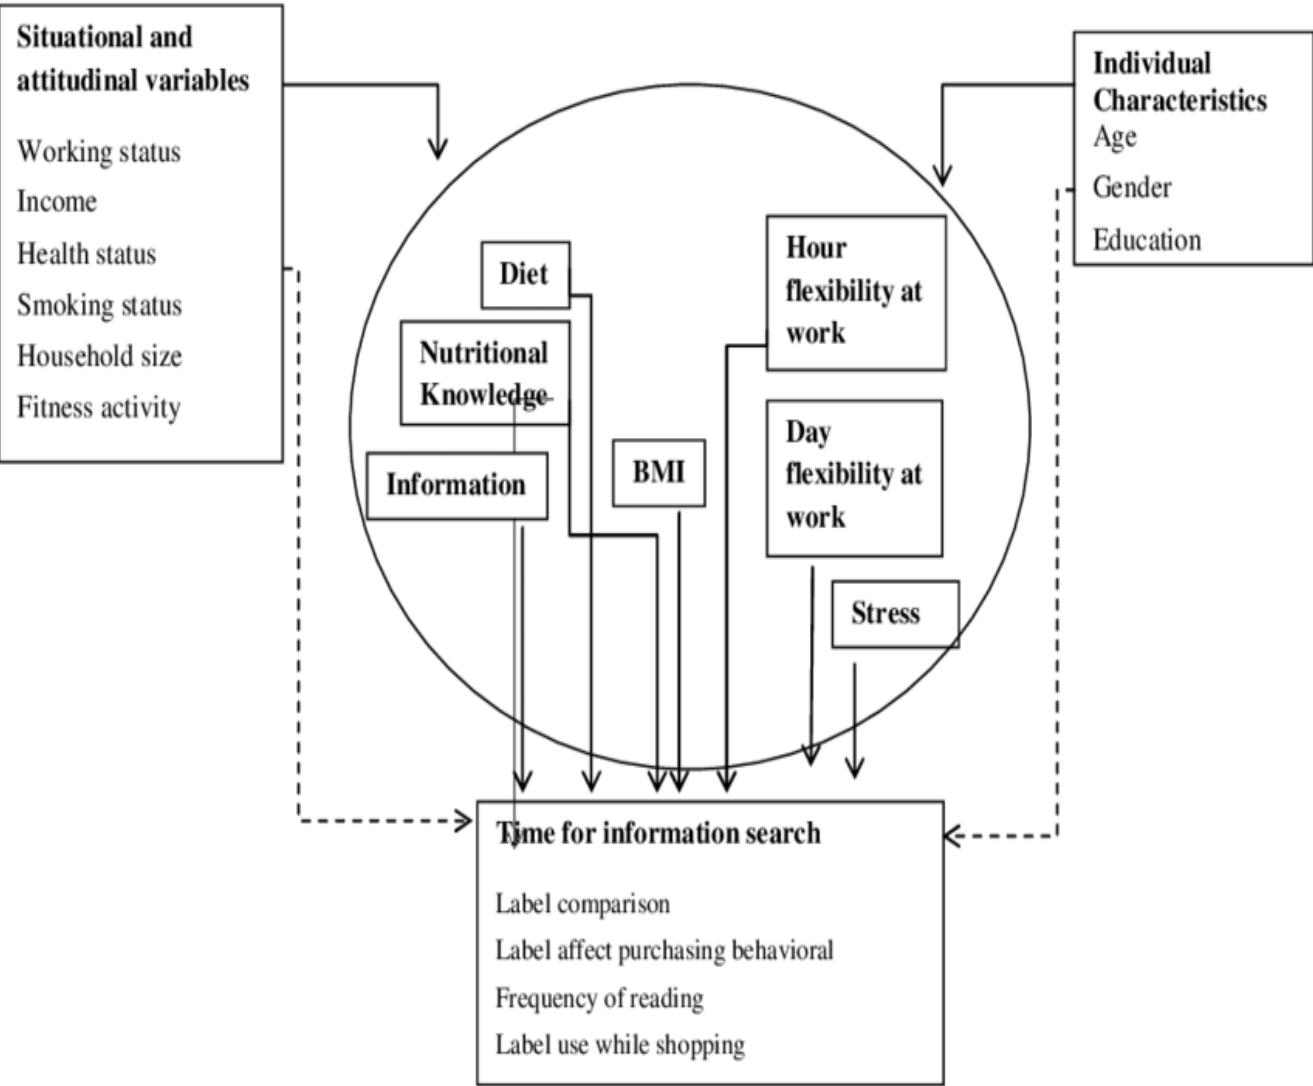 Situational and
attitudinal variables
Working status
Income
Health status
Smoking status
Household size
Fitness activity
Individual
Characteristics
Age
Gender
Education
Diet
Nutritional
Knowledge
Information
BMI
Hour
flexibility at
work
Day
flexibility at
work
Stress
Time for information search
Label comparison
Label affect purchasing behavioral
Frequency of reading
Label use while shopping